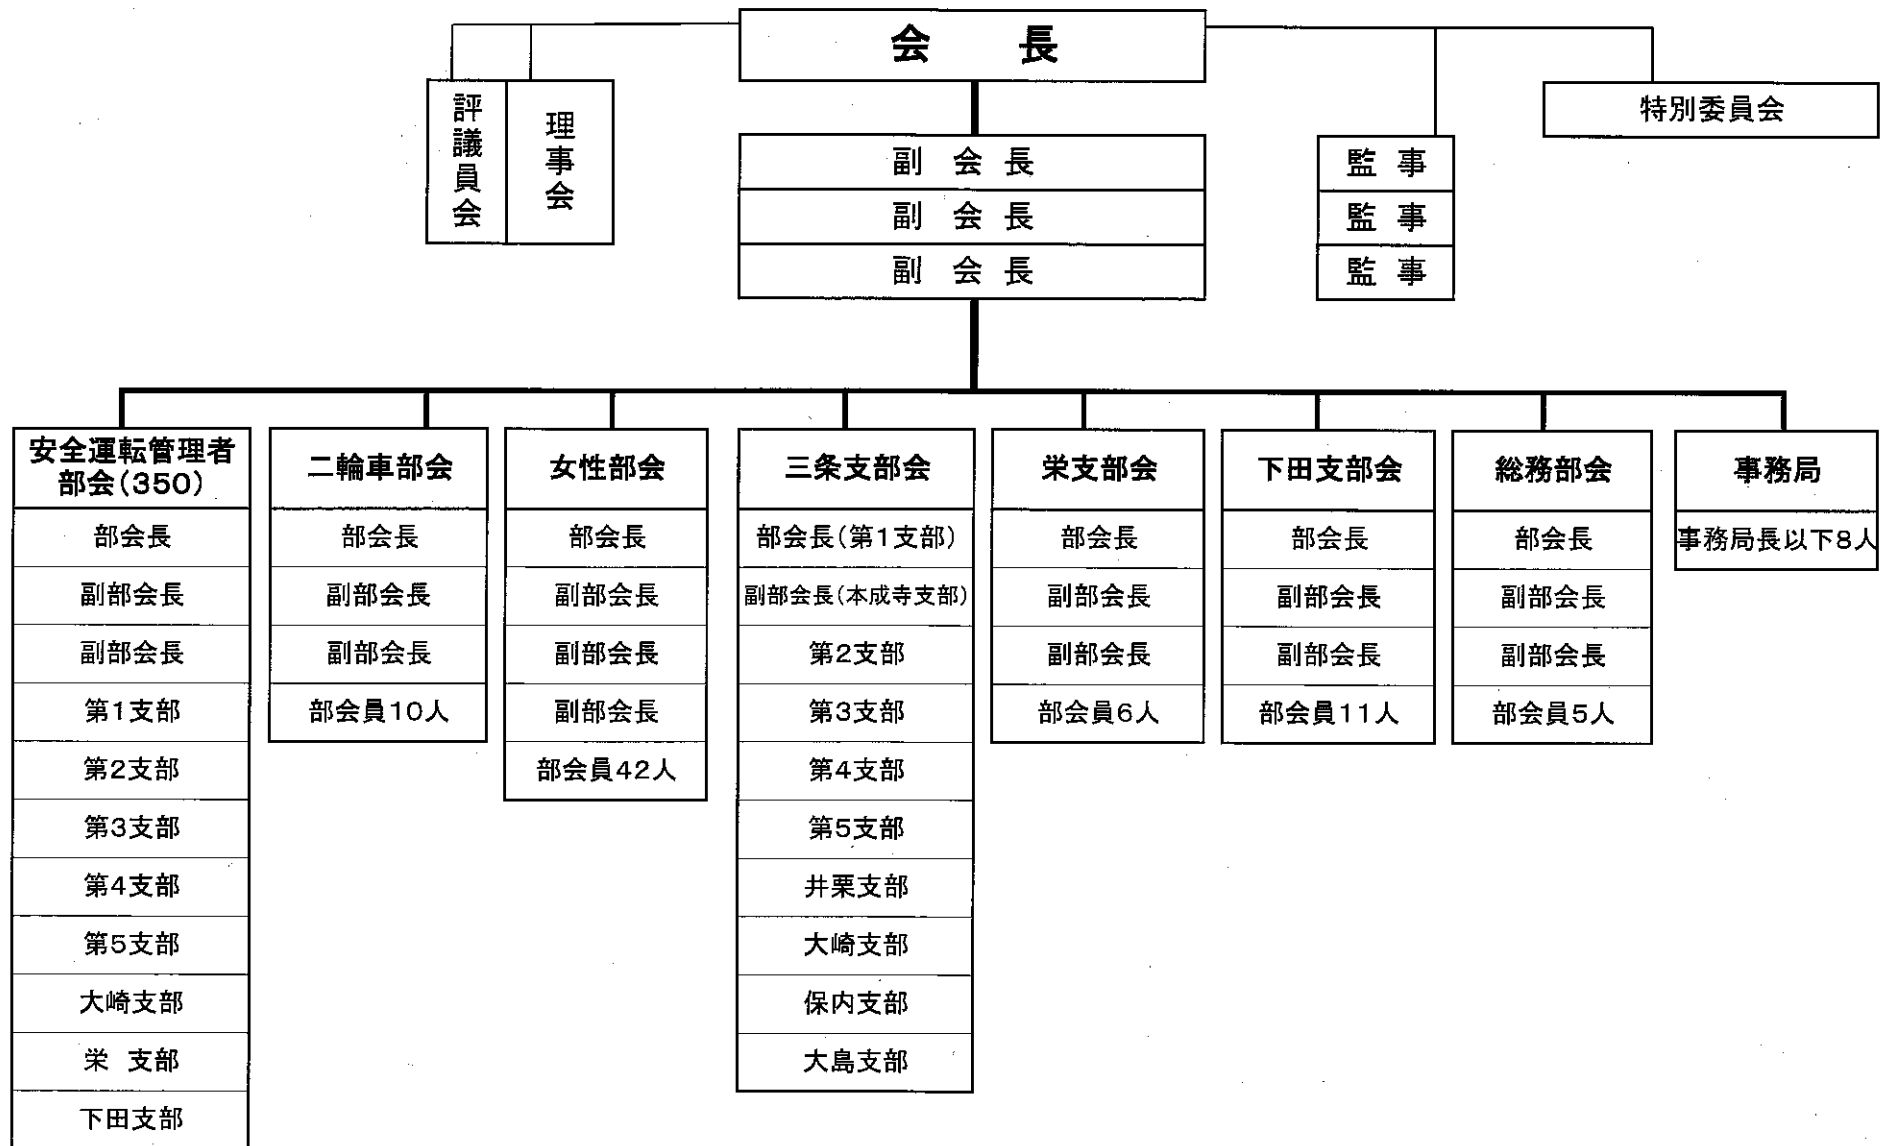 会 長
評議員会
理事会
特別委員会
副 会 長
副 会 長
副 会 長
監 事
監 事
監 事
安全運転管理者
部会(350)
部会長
副部会長
副部会長
第1支部
第2支部
第3支部
第4支部
第5支部
大崎支部
栄 支部
下田支部
二輪車部会
部会長
副部会長
副部会長
部会員10人
女性部会
部会長
副部会長
副部会長
副部会長
部会員42人
三条支部会
部会長(第1支部)
副部会長(本成寺支部)
第2支部
第3支部
第4支部
第5支部
井栗支部
大崎支部
保内支部
大島支部
栄支部会
部会長
副部会長
副部会長
部会員6人
下田支部会
部会長
副部会長
副部会長
部会員11人
総務部会
部会長
副部会長
副部会長
部会員5人
事務局
事務局長以下8人